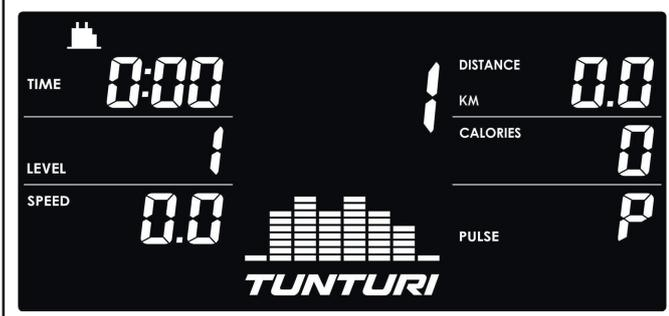 TIME 0:00
LEVEL 1
SPEED 0.0
1
TUNTURI
DISTANCE 0.0
KM
CALORIES 0
PULSE P